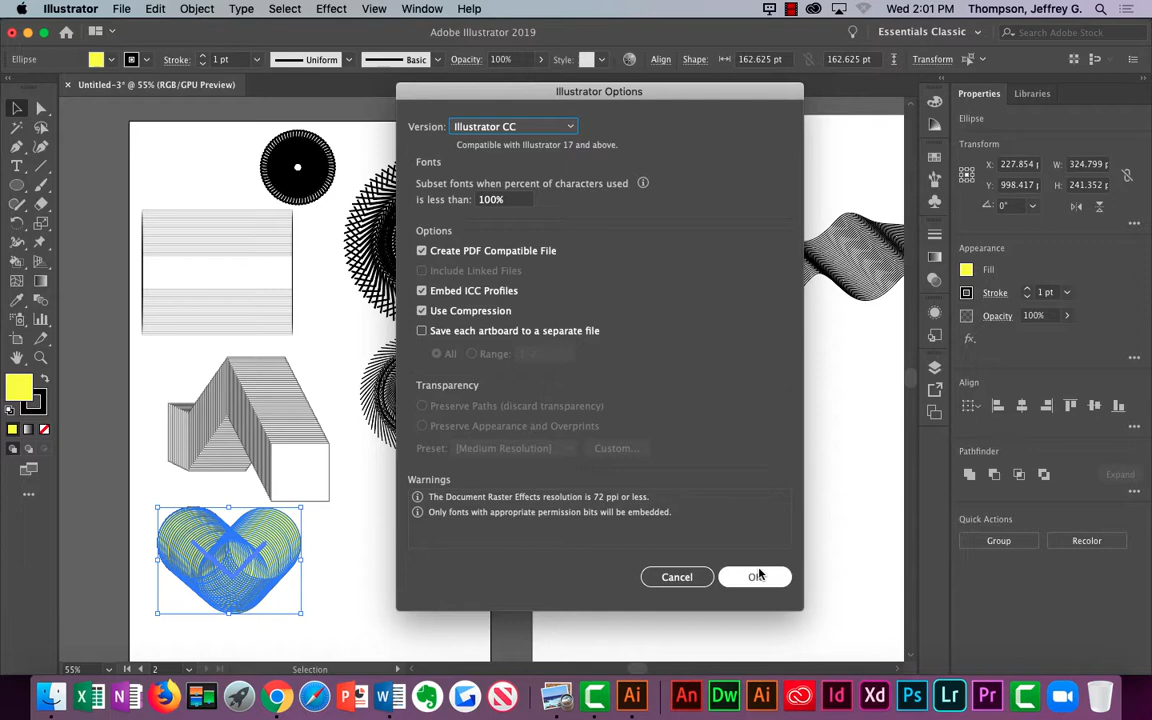 Illustrator File Edit Object Type Select Effect View Window Help Wed 2:01 PM Thompson, Jeffrey G.
Adobe Illustrator 2019 Essentials Classic Search Adobe Stock
Ellipse Stroke: 1 pt Uniform Basic Opacity: 100% Style: Align Shape: 162.625 pt 162.625 pt Transform
Untitled-3* @ 55% (RGB/GPU Preview)
Illustrator Options
Version: Illustrator CC
Compatible with Illustrator 17 and above.
Fonts
Subset fonts when percent of characters used
is less than: 100%
Options
Create PDF Compatible File
Include Linked Files
Embed ICC Profiles
Use Compression
Save each artboard to a separate file
All Range:
Transparency
Preserve Paths (discard transparency)
Preserve Appearance and Overprints
Preset: [Medium Resolution] Custom...
Warnings
The Document Raster Effects resolution is 72 ppi or less.
Only fonts with appropriate permission bits will be embedded.
Cancel
Properties Libraries
Ellipse
Transform
X: 227.854 W: 324.799
Y: 998.417 H: 241.352
0°
Appearance
Fill
Stroke 1 pt
Opacity 100%
fx.
Align
Pathfinder
Expand
Quick Actions
Group Recolor
55% 2 Selection
An Dw Ai Id Xd Ps Lr Pr